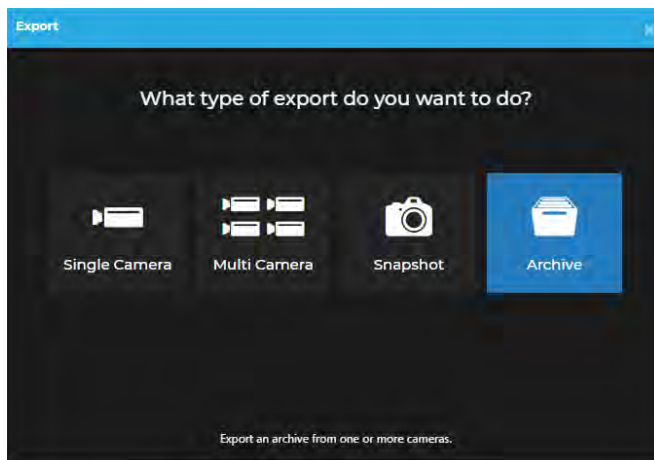 Export
What type of export do you want to do?
Single Camera
Multi Camera
Snapshot
Archive
Export an archive from one or more cameras.